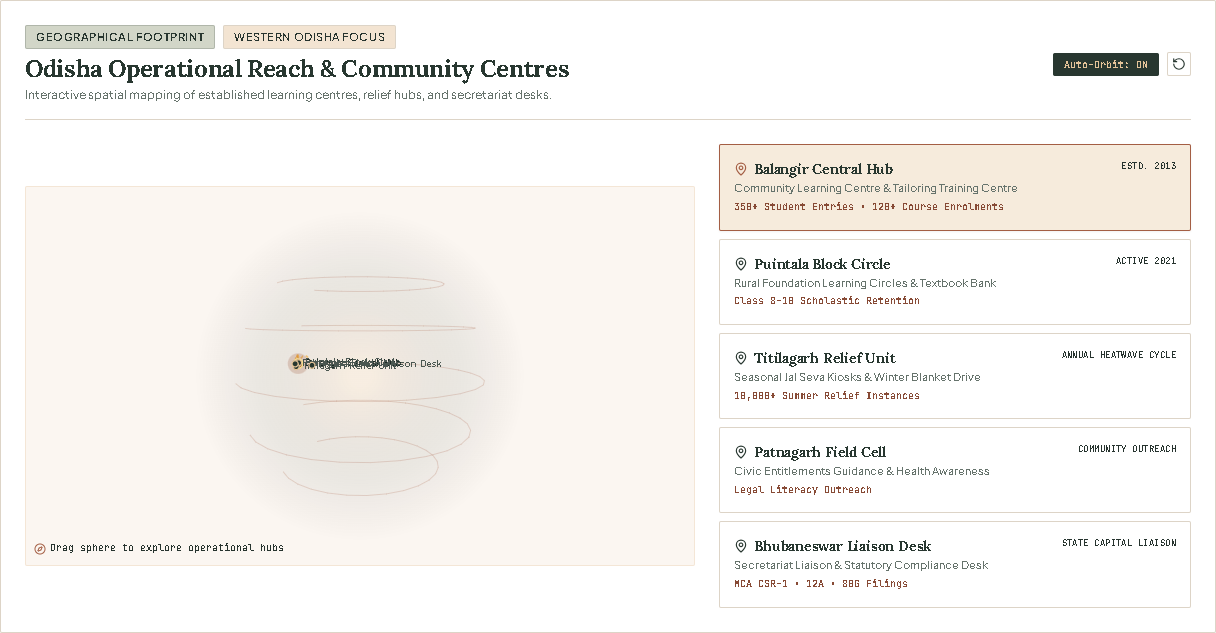 GEOGRAPHICAL FOOTPRINT
WESTERN ODISHA FOCUS
Odisha Operational Reach & Community Centres
Interactive spatial mapping of established learning centres, relief hubs, and secretariat desks.
Auto-Orbit: ON
Desk
Drag sphere to explore operational hubs
Balangir Central Hub
ESTD. 2013
Community Learning Centre & Tailoring Training Centre
350+ Student Entries • 120+ Course Enrolments
Puintala Block Circle
ACTIVE 2021
Rural Foundation Learning Circles & Textbook Bank
Class 8-10 Scholastic Retention
Titilagarh Relief Unit
ANNUAL HEATWAVE CYCLE
Seasonal Jal Seva Kiosks & Winter Blanket Drive
10,000+ Summer Relief Instances
Patnagarh Field Cell
COMMUNITY OUTREACH
Civic Entitlements Guidance & Health Awareness
Legal Literacy Outreach
Bhubaneswar Liaison Desk
STATE CAPITAL LIAISON
Secretariat Liaison & Statutory Compliance Desk
MCA CSR-1 • 12A • 80G Filings